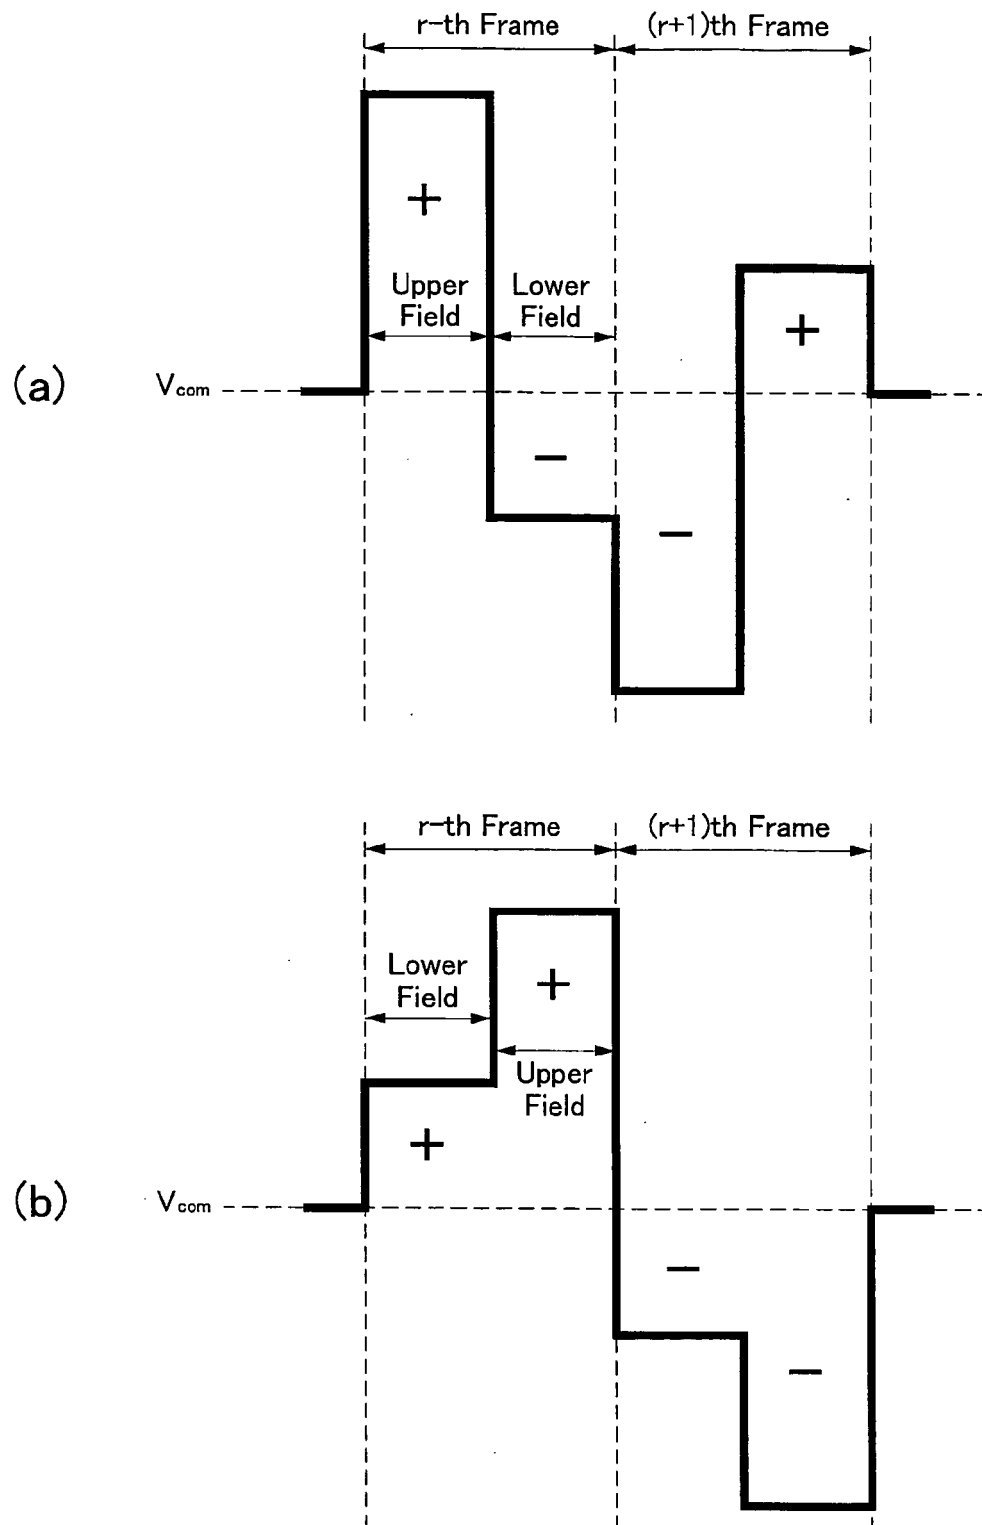 r-th Frame (r+1)th Frame
+
Upper Field
Lower Field
+
(a)
Vcom
−
−
r-th Frame (r+1)th Frame
Lower Field
+
Upper Field
+
(b)
Vcom
−
−